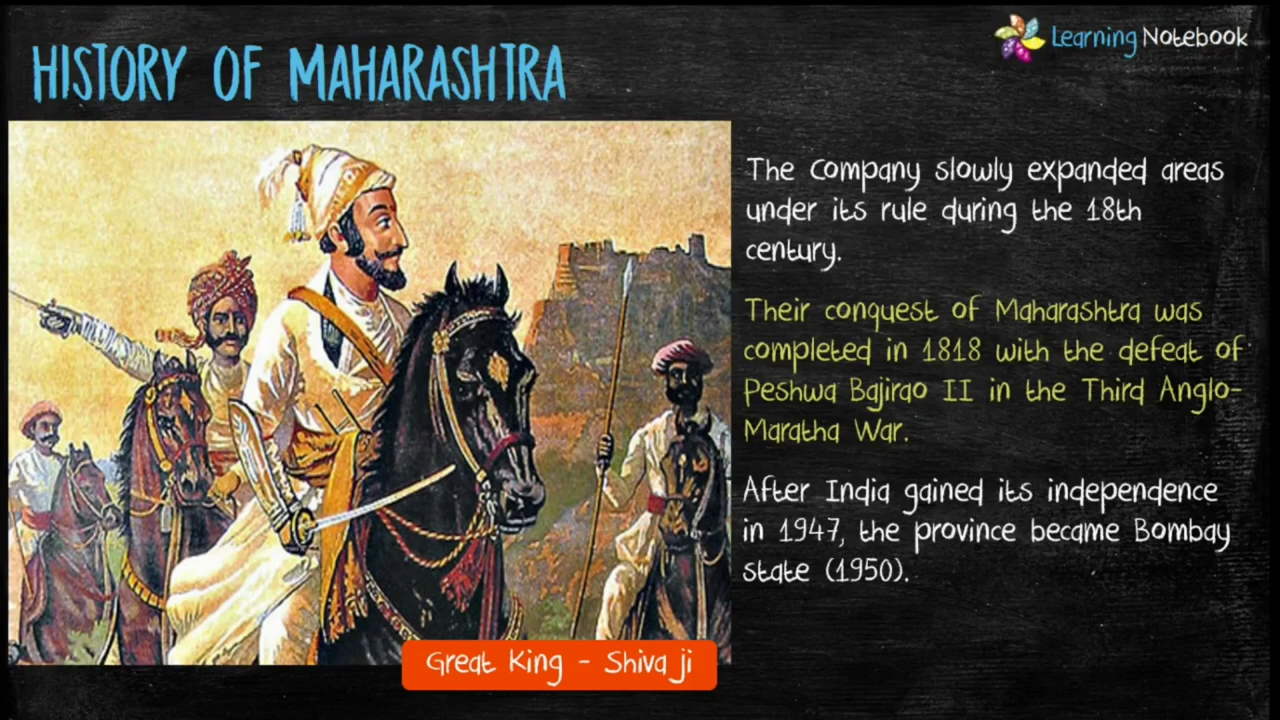 HISTORY OF MAHARASHTRA
Learning Notebook
The Company slowly expanded areas
under its rule during the 18th
century.
Their conquest of Maharashtra was
completed in 1818 with the defeat of
Peshwa Bajirao II in the Third Anglo-
Maratha War.
After India gained its independence
in 1947, the province became Bombay
state (1950).
Great King - Shivaji